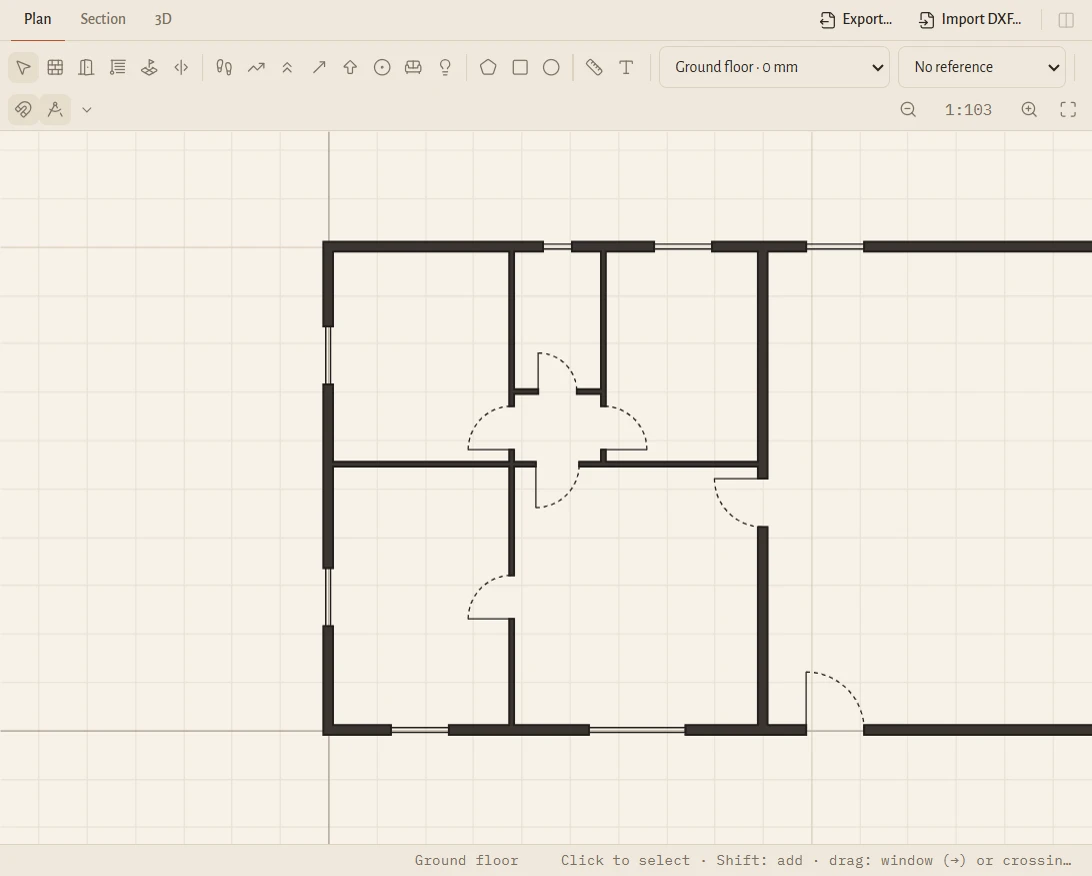 Plan Section 3D Export... Import DXF...
Ground floor · 0 mm No reference
1:103
Ground floor Click to select · Shift: add · drag: window (→) or crossin…